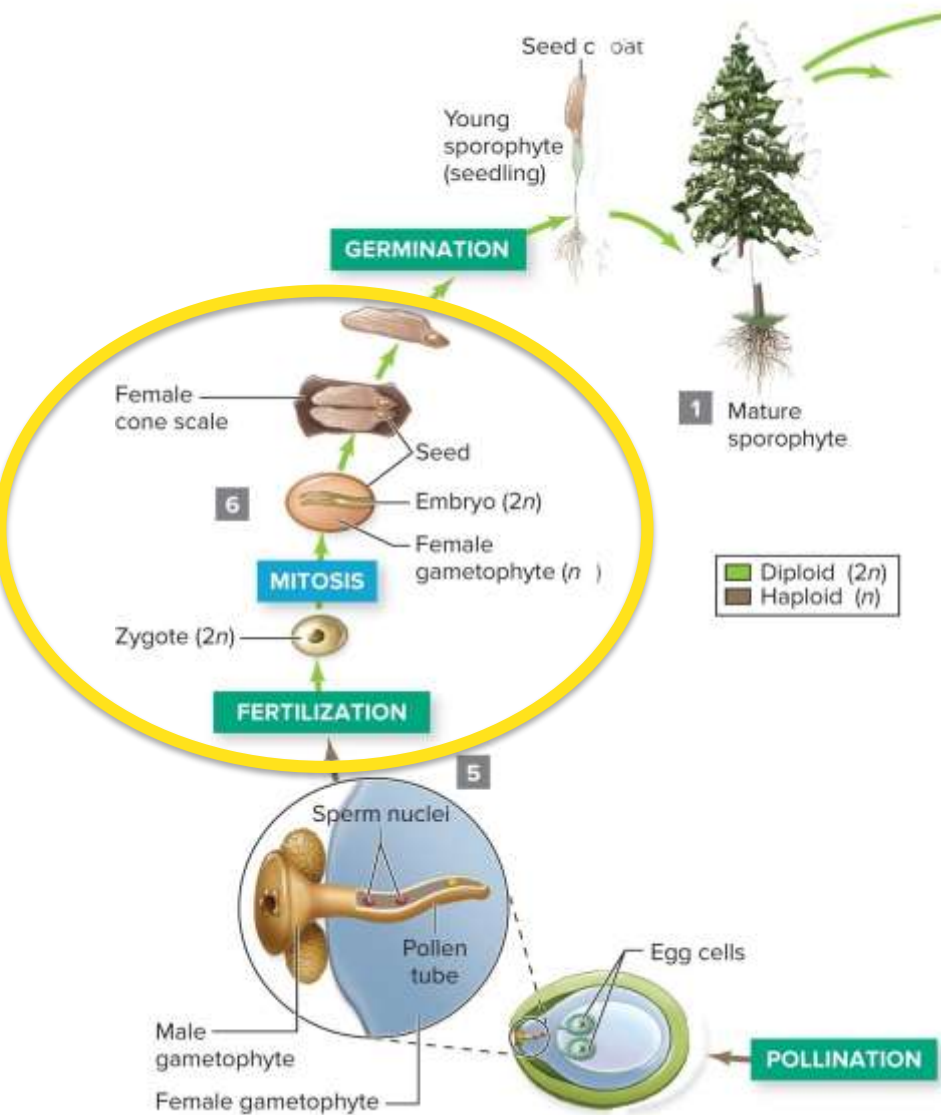 Seed c oat
Young
sporophyte
(seedling)
GERMINATION
Female
cone scale
1 Mature
sporophyte
Seed
6
Embryo (2n)
Female
gametophyte (n )
MITOSIS
Diploid (2n)
Haploid (n)
Zygote (2n)
FERTILIZATION
5
Sperm nuclei
Pollen
tube
Egg cells
Male
gametophyte
POLLINATION
Female gametophyte